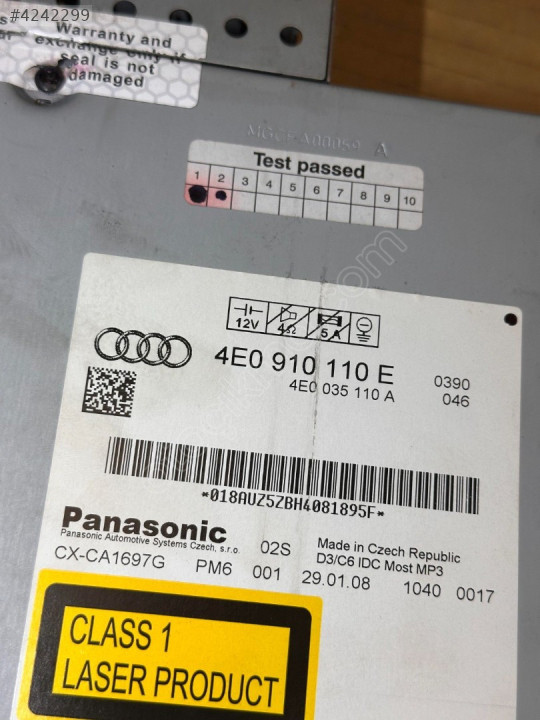 #4242299
Warranty and
exchange only if
seal is not
damaged
Test passed
1 2 3 4 5 6 7 8 9 10
12V 4Ω 5A
4E0 910 110 E 0390
4E0 035 110 A 046
*018AUZ5ZBH4081895F*
Panasonic
Panasonic Automotive Systems Czech, s.r.o.
02S
Made in Czech Republic
D3/C6 IDC Most MP3
CX-CA1697G PM6 001 29.01.08 1040 0017
CLASS 1
LASER PRODUCT